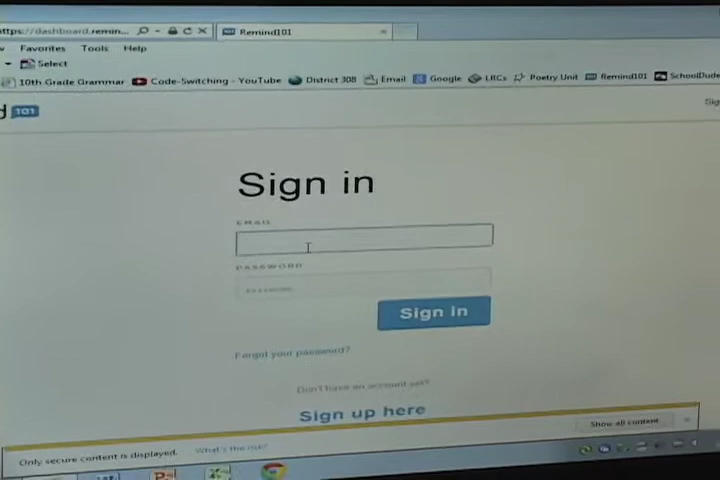 https://dashboard.remin...
Remind101
Favorites Tools Help
Select
10th Grade Grammar Code-Switching - YouTube District 308 Email Google LRCs Poetry Unit Remind101 SchoolDude
d 101
Sig
Sign in
EMAIL
PASSWORD
Password
Sign in
Forgot your password?
Don't have an account yet?
Sign up here
Only secure content is displayed. What's the risk? Show all content